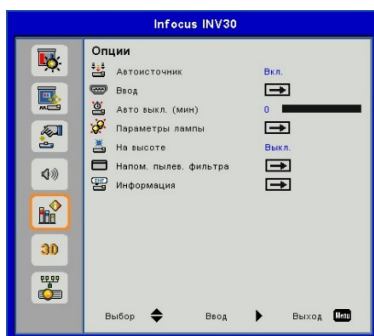 Infocus INV30
Опции
Автоисточник Вкл.
Ввод
Авто выкл. (мин) 0
Параметры лампы
На высоте Выкл.
Напом. пылев. фильтра
Информация
3D
Выбор Ввод Выход Menu